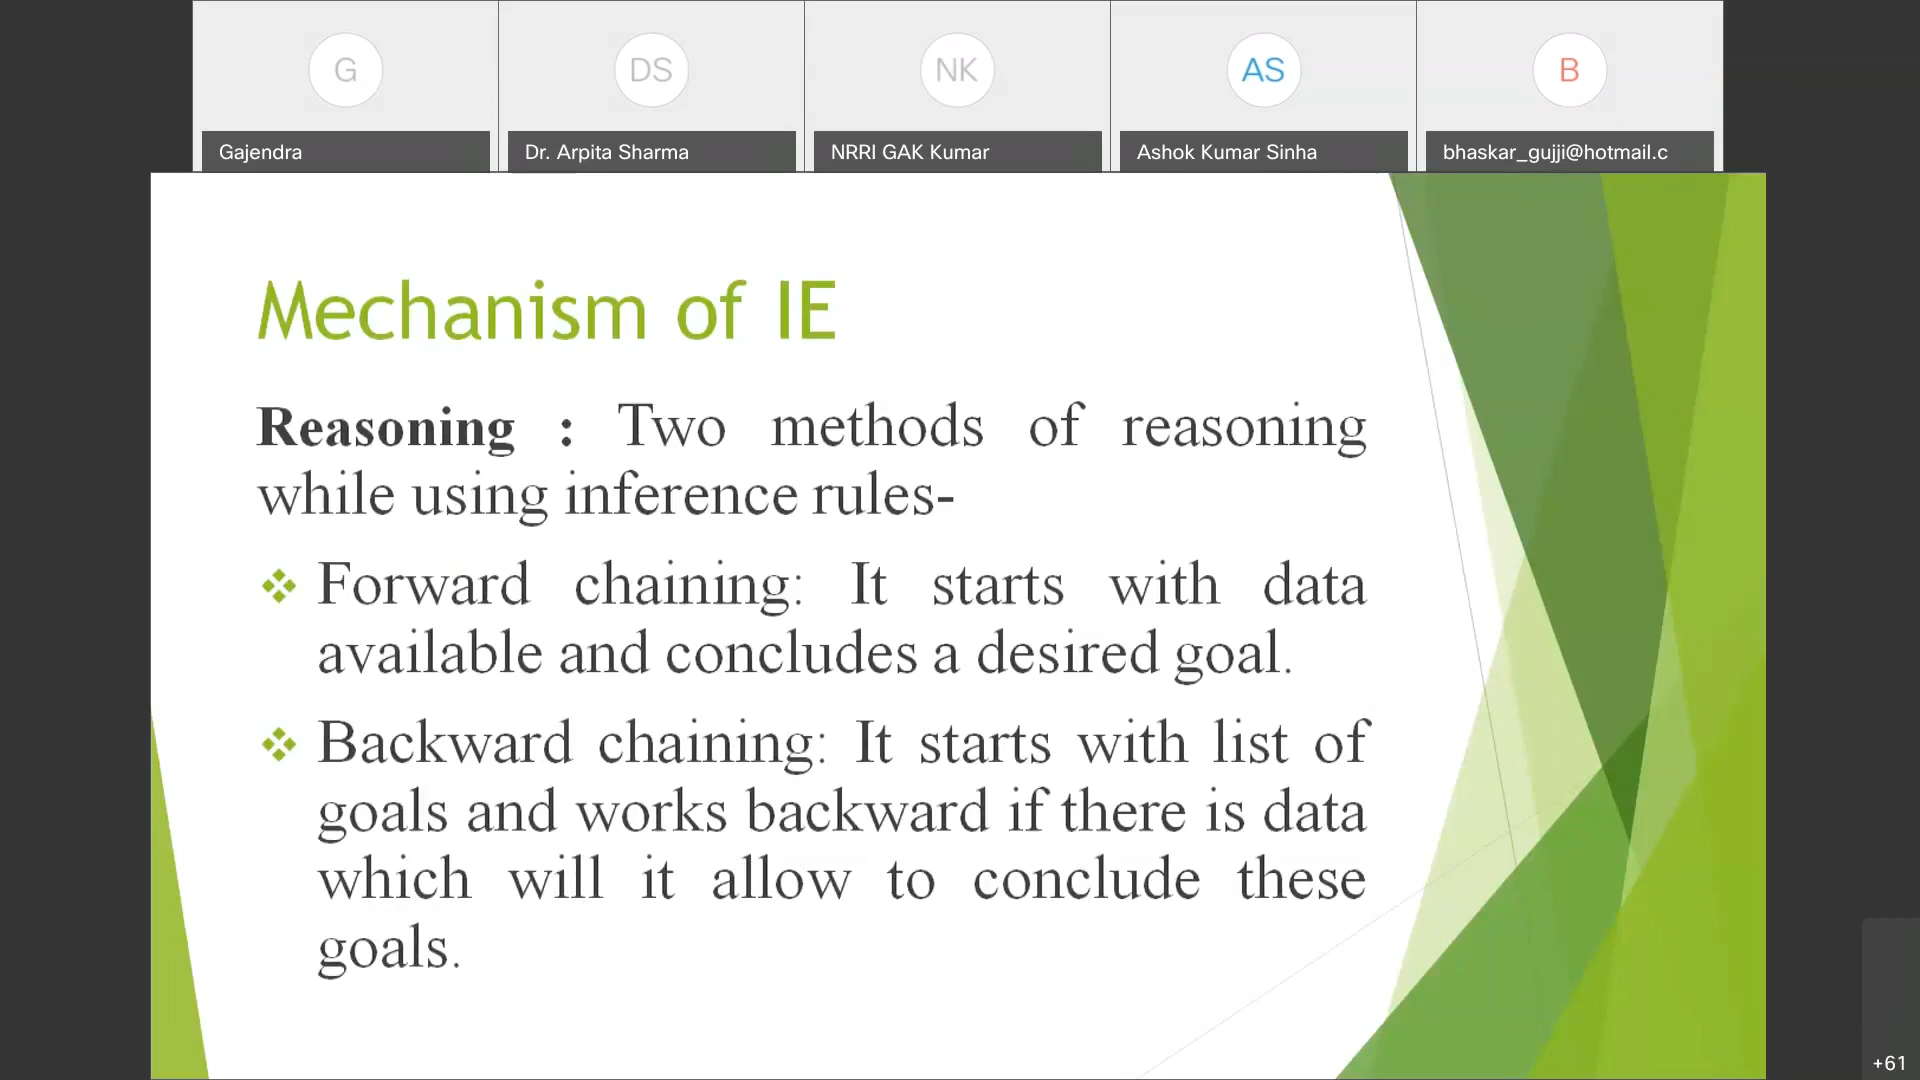 G
DS
NK
AS
B
Gajendra
Dr. Arpita Sharma
NRRI GAK Kumar
Ashok Kumar Sinha
bhaskar_gujji@hotmail.c
Mechanism of IE
Reasoning : Two methods of reasoning
while using inference rules-
Forward chaining: It starts with data
available and concludes a desired goal.
Backward chaining: It starts with list of
goals and works backward if there is data
which will it allow to conclude these
goals.
+61